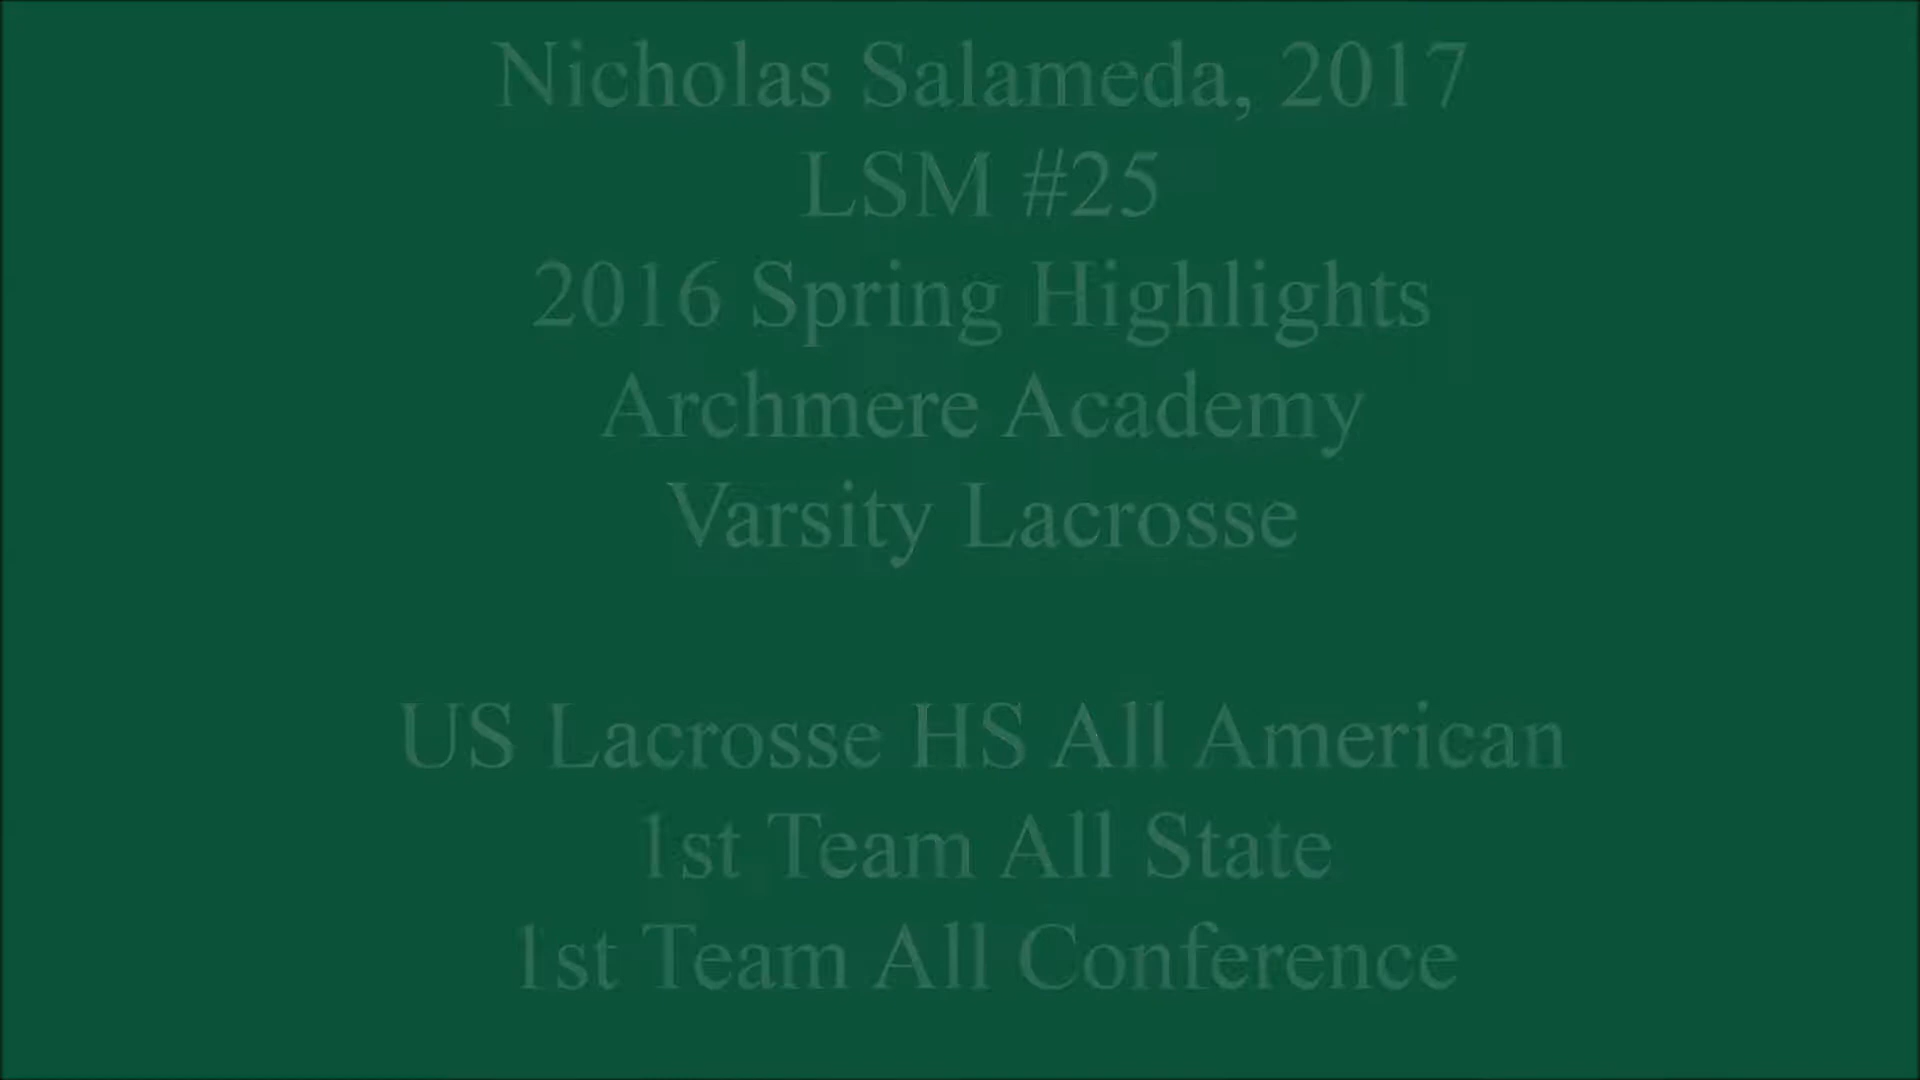 Nicholas Salameda, 2017
LSM #25
2016 Spring Highlights
Archmere Academy
Varsity Lacrosse
US Lacrosse HS All American
1st Team All State
1st Team All Conference